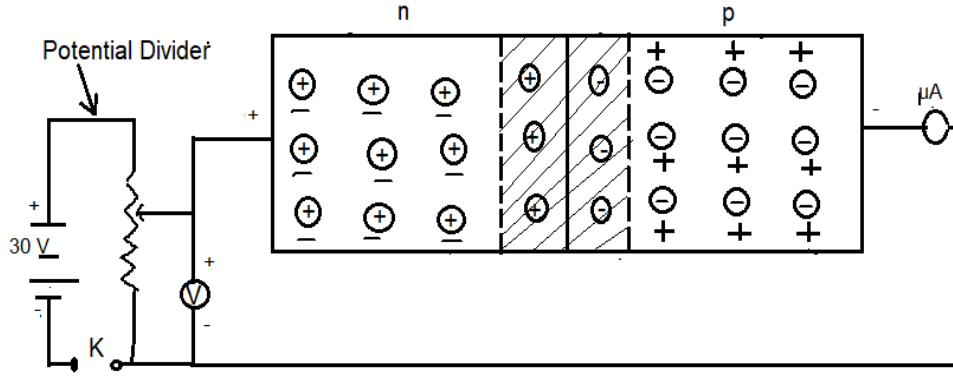 n
p
Potential Divider
+
-
μA
+
30 V
-
K
+
V
-